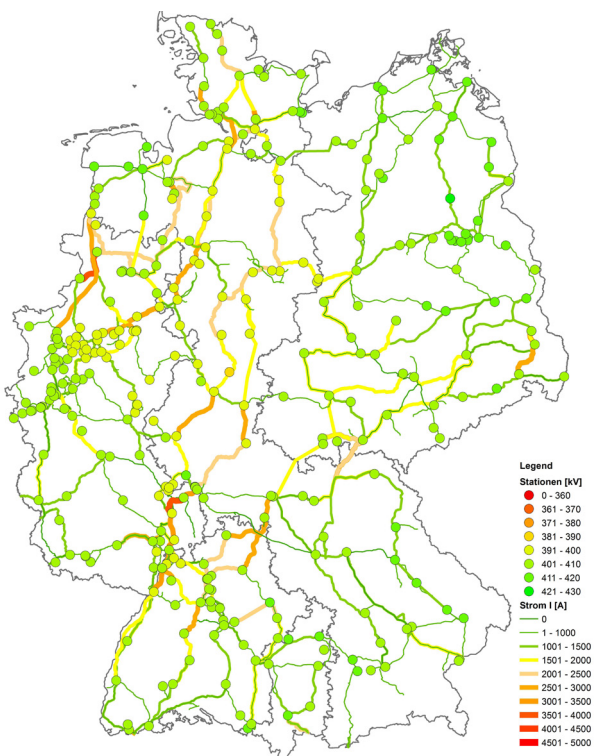 Legend
Stationen [kV]
0 - 360
361 - 370
371 - 380
381 - 390
391 - 400
401 - 410
411 - 420
421 - 430
Strom I [A]
0
1 - 1000
1001 - 1500
1501 - 2000
2001 - 2500
2501 - 3000
3001 - 3500
3501 - 4000
4001 - 4500
4501 - 5000